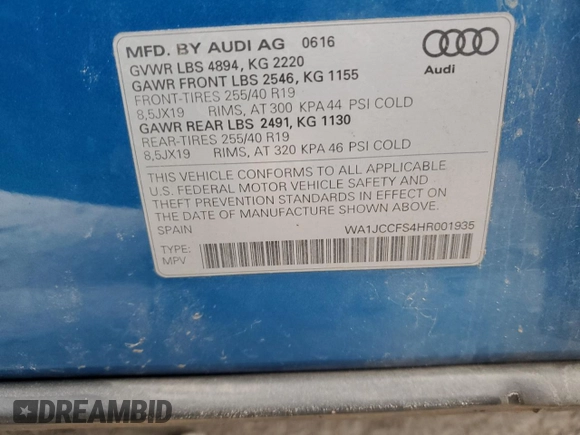 MFD. BY AUDI AG 0616
GVWR LBS 4894, KG 2220
GAWR FRONT LBS 2546, KG 1155
FRONT-TIRES 255/40 R19
8,5JX19 RIMS, AT 300 KPA 44 PSI COLD
GAWR REAR LBS 2491, KG 1130
REAR-TIRES 255/40 R19
8,5JX19 RIMS, AT 320 KPA 46 PSI COLD
Audi
THIS VEHICLE CONFORMS TO ALL APPLICABLE
U.S. FEDERAL MOTOR VEHICLE SAFETY AND
THEFT PREVENTION STANDARDS IN EFFECT ON
THE DATE OF MANUFACTURE SHOWN ABOVE.
SPAIN WA1JCCFS4HR001935
TYPE:
MPV
DREAMBID